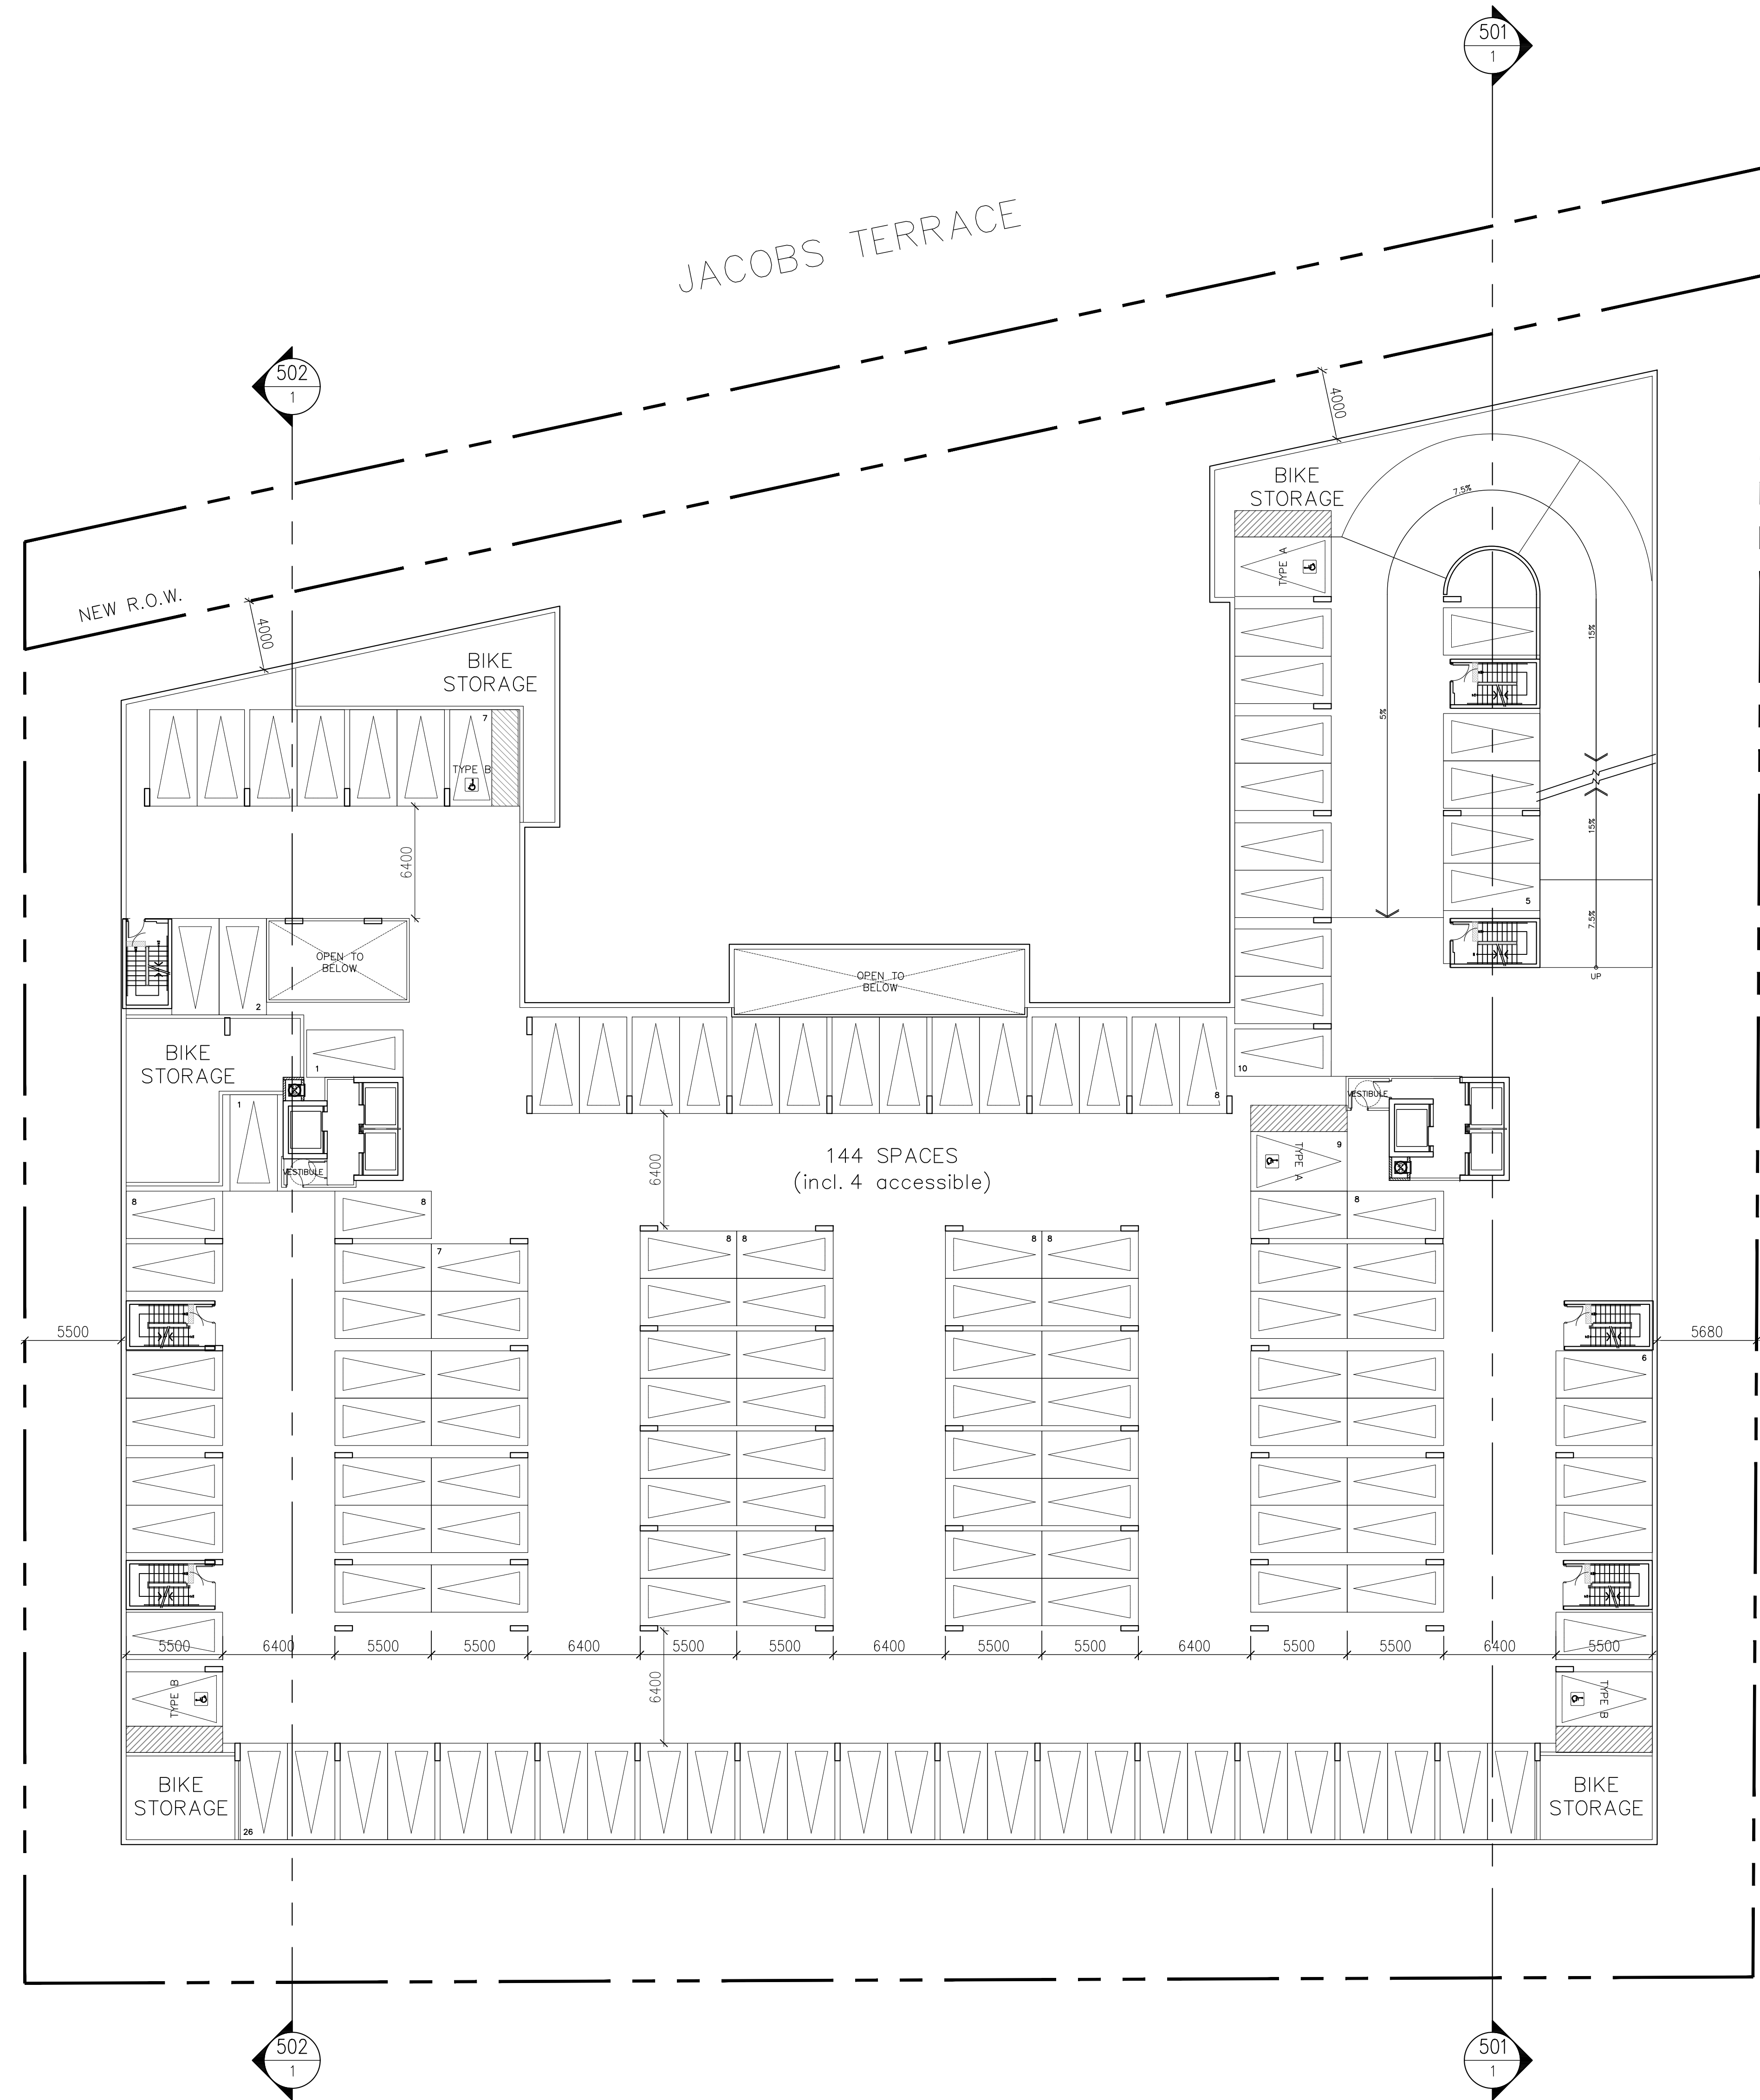 501
1
JACOBS TERRACE
502
1
4000
BIKE
STORAGE
7.5%
TYPE A
NEW R.O.W.
4000
15%
BIKE
STORAGE
5%
7
TYPE B
15%
6400
5
7.5%
OPEN TO
BELOW
OPEN TO
BELOW
UP
2
BIKE
STORAGE
1
10
1
8
VESTIBULE
VESTIBULE
144 SPACES
(incl. 4 accessible)
6400
9
TYPE A
8
8
8
7
8
8
8
8
5500
5680
6
5500
6400
5500
5500
6400
5500
5500
6400
5500
5500
6400
5500
5500
6400
5500
6400
TYPE B
TYPE B
BIKE
STORAGE
26
BIKE
STORAGE
502
1
501
1